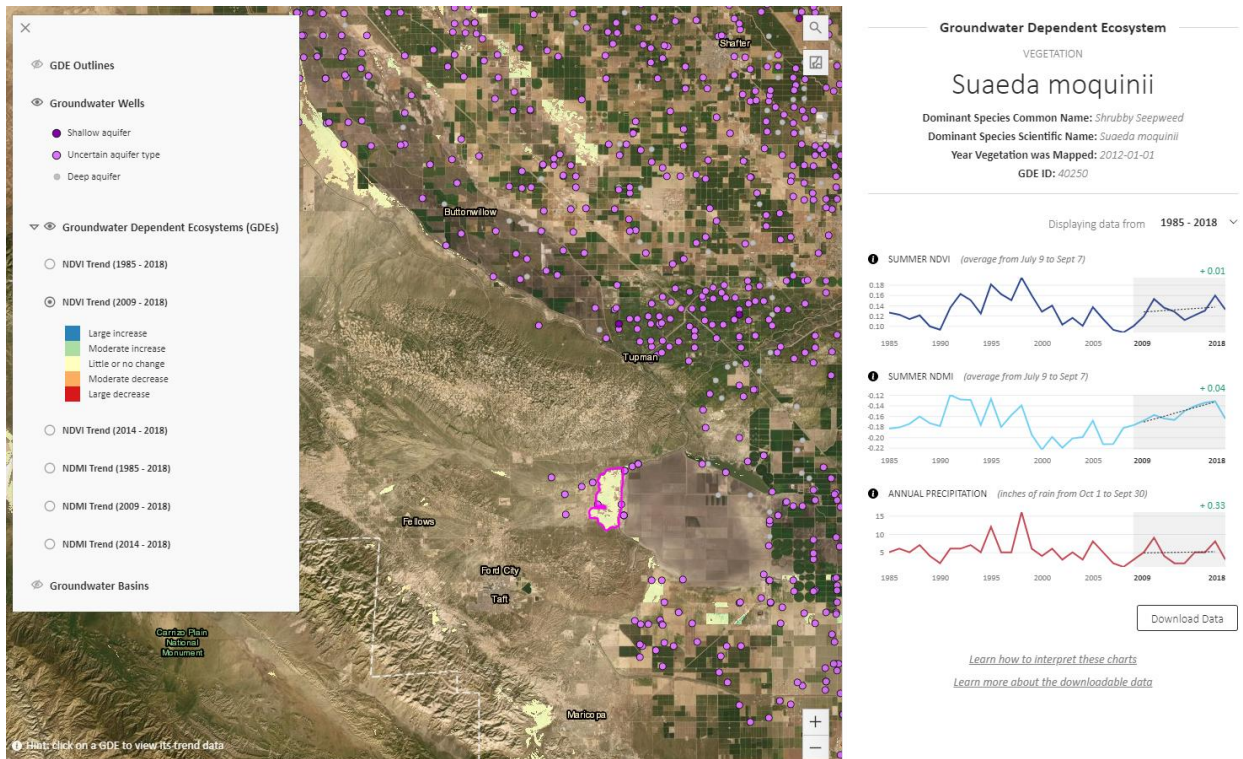 GDE Outlines
Groundwater Wells
Shallow aquifer
Uncertain aquifer type
Deep aquifer
Groundwater Dependent Ecosystems (GDEs)
NDVI Trend (1985 - 2018)
NDVI Trend (2009 - 2018)
Large increase
Moderate increase
Little or no change
Moderate decrease
Large decrease
NDVI Trend (2014 - 2018)
NDMI Trend (1985 - 2018)
NDMI Trend (2009 - 2018)
NDMI Trend (2014 - 2018)
Groundwater Basins
Shafter
Buttonwillow
Tupman
Fellows
Ford City
Taft
Carrizo Plain
National
Monument
Maricopa
Hint: click on a GDE to view its trend data
+
−
Groundwater Dependent Ecosystem
VEGETATION
Suaeda moquinii
Dominant Species Common Name: Shrubby Seepweed
Dominant Species Scientific Name: Suaeda moquinii
Year Vegetation was Mapped: 2012-01-01
GDE ID: 40250
Displaying data from 1985 - 2018
SUMMER NDVI (average from July 9 to Sept 7)
+ 0.01
0.18
0.16
0.14
0.12
0.10
1985 1990 1995 2000 2005 2009 2018
SUMMER NDMI (average from July 9 to Sept 7)
+ 0.04
-0.12
-0.14
-0.16
-0.18
-0.20
-0.22
1985 1990 1995 2000 2005 2009 2018
ANNUAL PRECIPITATION (inches of rain from Oct 1 to Sept 30)
+ 0.33
15
10
5
1985 1990 1995 2000 2005 2009 2018
Download Data
Learn how to interpret these charts
Learn more about the downloadable data